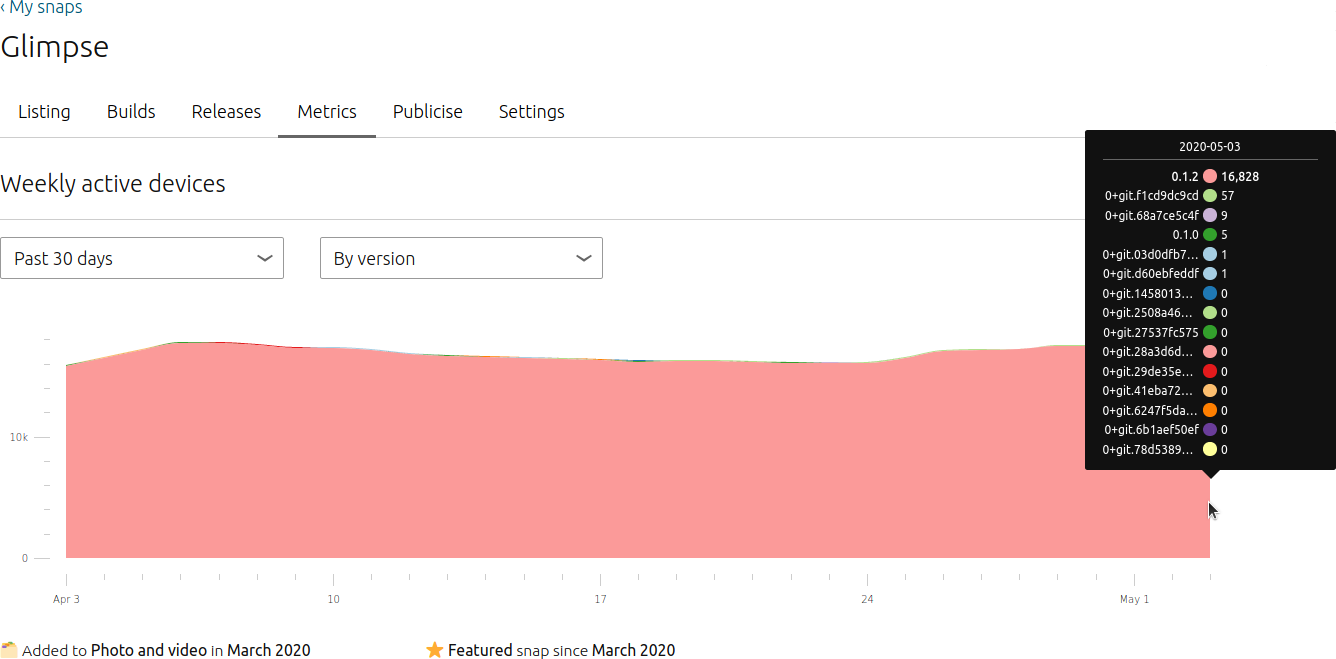 ‹ My snaps
Glimpse
Listing Builds Releases Metrics Publicise Settings
Weekly active devices
Past 30 days By version
2020-05-03
0.1.2 16,828
0+git.f1cd9dc9cd 57
0+git.68a7ce5c4f 9
0.1.0 5
0+git.03d0dfb7... 1
0+git.d60ebfeddf 1
0+git.1458013... 0
0+git.2508a46... 0
0+git.27537fc575 0
0+git.28a3d6d... 0
0+git.29de35e... 0
0+git.41eba72... 0
0+git.6247f5da... 0
0+git.6b1aef50ef 0
0+git.78d5389... 0
10k
0
Apr 3 10 17 24 May 1
Added to Photo and video in March 2020
Featured snap since March 2020